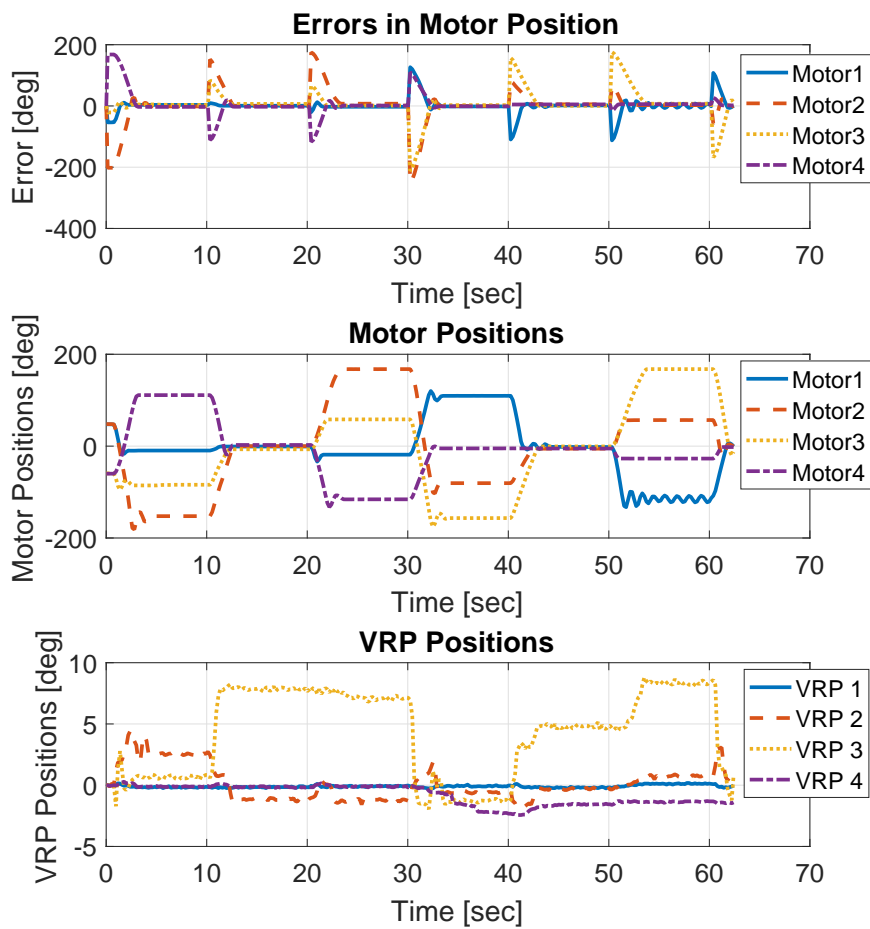 Errors in Motor Position
Error [deg]
200
0
-200
-400
0 10 20 30 40 50 60 70
Time [sec]
Motor1
Motor2
Motor3
Motor4
Motor Positions
Motor Positions [deg]
200
0
-200
0 10 20 30 40 50 60 70
Time [sec]
Motor1
Motor2
Motor3
Motor4
VRP Positions
VRP Positions [deg]
10
5
0
-5
0 10 20 30 40 50 60 70
Time [sec]
VRP 1
VRP 2
VRP 3
VRP 4